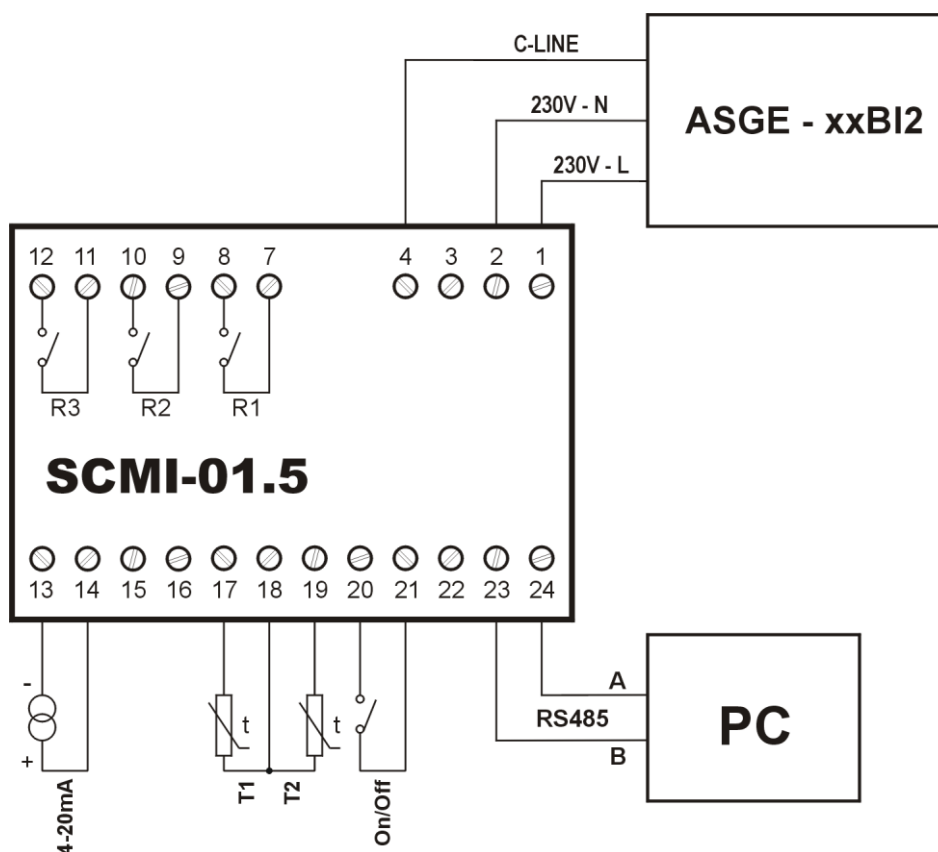 C-LINE
230V - N
230V - L
ASGE - xxBI2
12 11 10 9 8 7 4 3 2 1
R3 R2 R1
SCMI-01.5
13 14 15 16 17 18 19 20 21 22 23 24
-
+
4-20mA
t
t
T1
T2
On/Off
A
RS485
B
PC